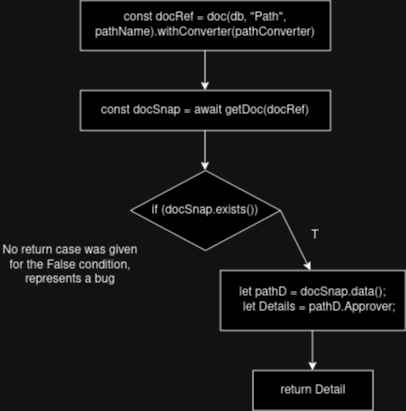 const docRef = doc(db, "Path",
pathName).withConverter(pathConverter)
const docSnap = await getDoc(docRef)
if (docSnap.exists())
T
No return case was given
for the False condition,
represents a bug
let pathD = docSnap.data();
let Details = pathD.Approver;
return Detail